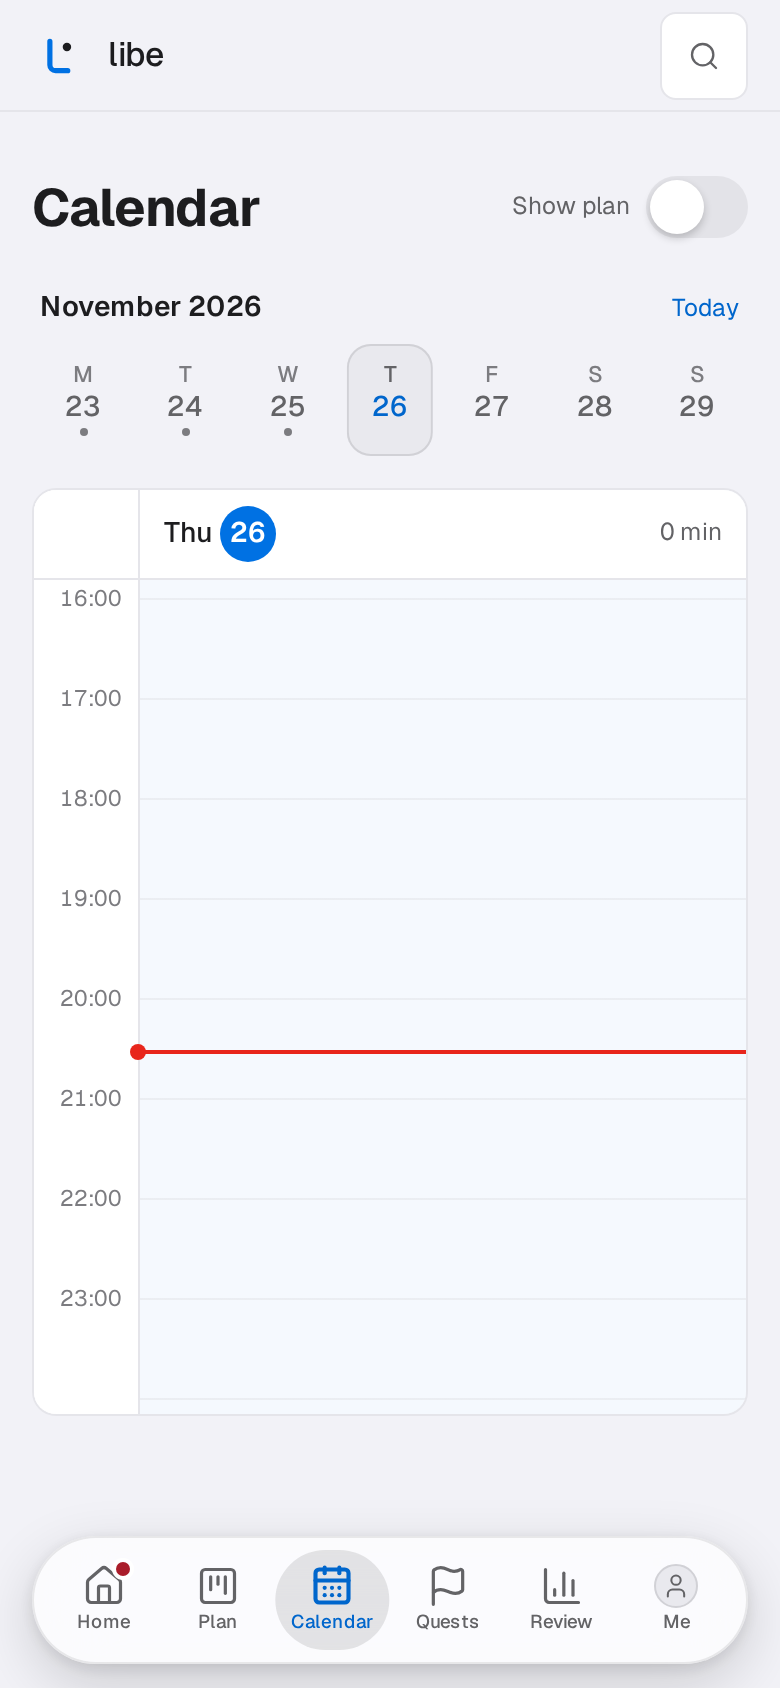 libe
Calendar
Show plan
November 2026
Today
M T W T F S S
23 24 25 26 27 28 29
Thu 26
0 min
16:00
17:00
18:00
19:00
20:00
21:00
22:00
23:00
Home Plan Calendar Quests Review Me